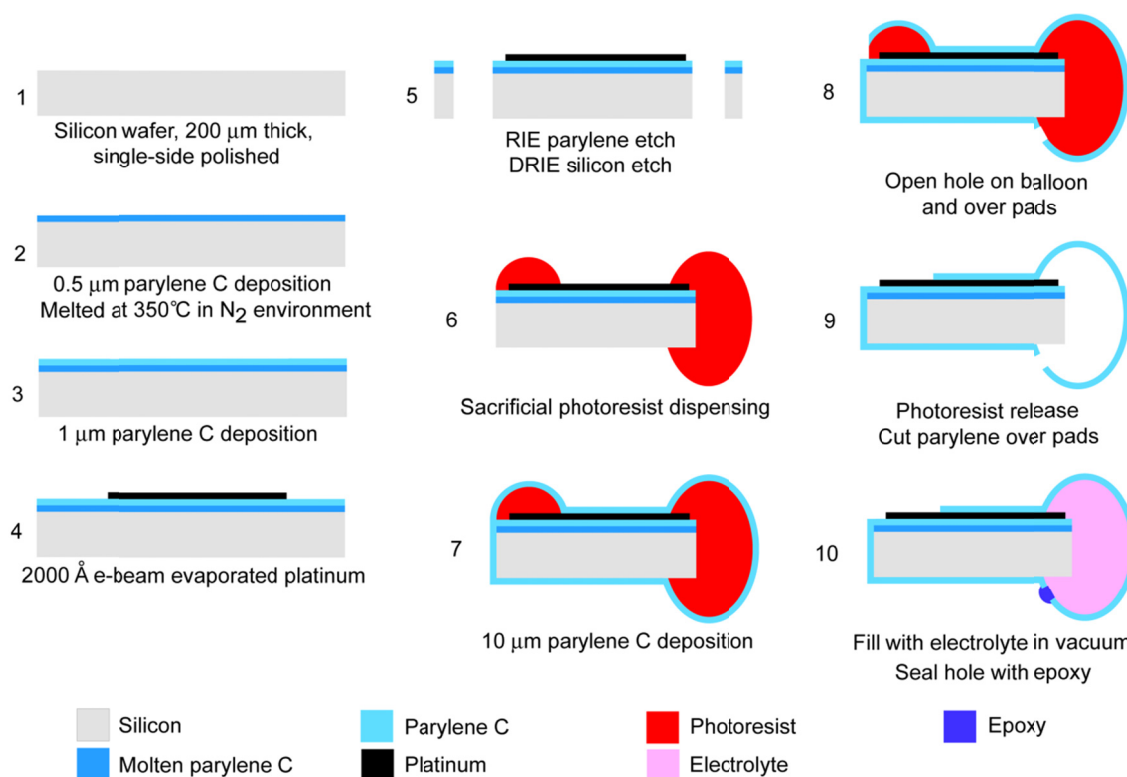 1
Silicon wafer, 200 μm thick,
single-side polished
2
0.5 μm parylene C deposition
Melted at 350℃ in N2 environment
3
1 μm parylene C deposition
4
2000 Å e-beam evaporated platinum
5
RIE parylene etch
DRIE silicon etch
6
Sacrificial photoresist dispensing
7
10 μm parylene C deposition
8
Open hole on balloon
and over pads
9
Photoresist release
Cut parylene over pads
10
Fill with electrolyte in vacuum
Seal hole with epoxy
Silicon
Parylene C
Photoresist
Epoxy
Molten parylene C
Platinum
Electrolyte